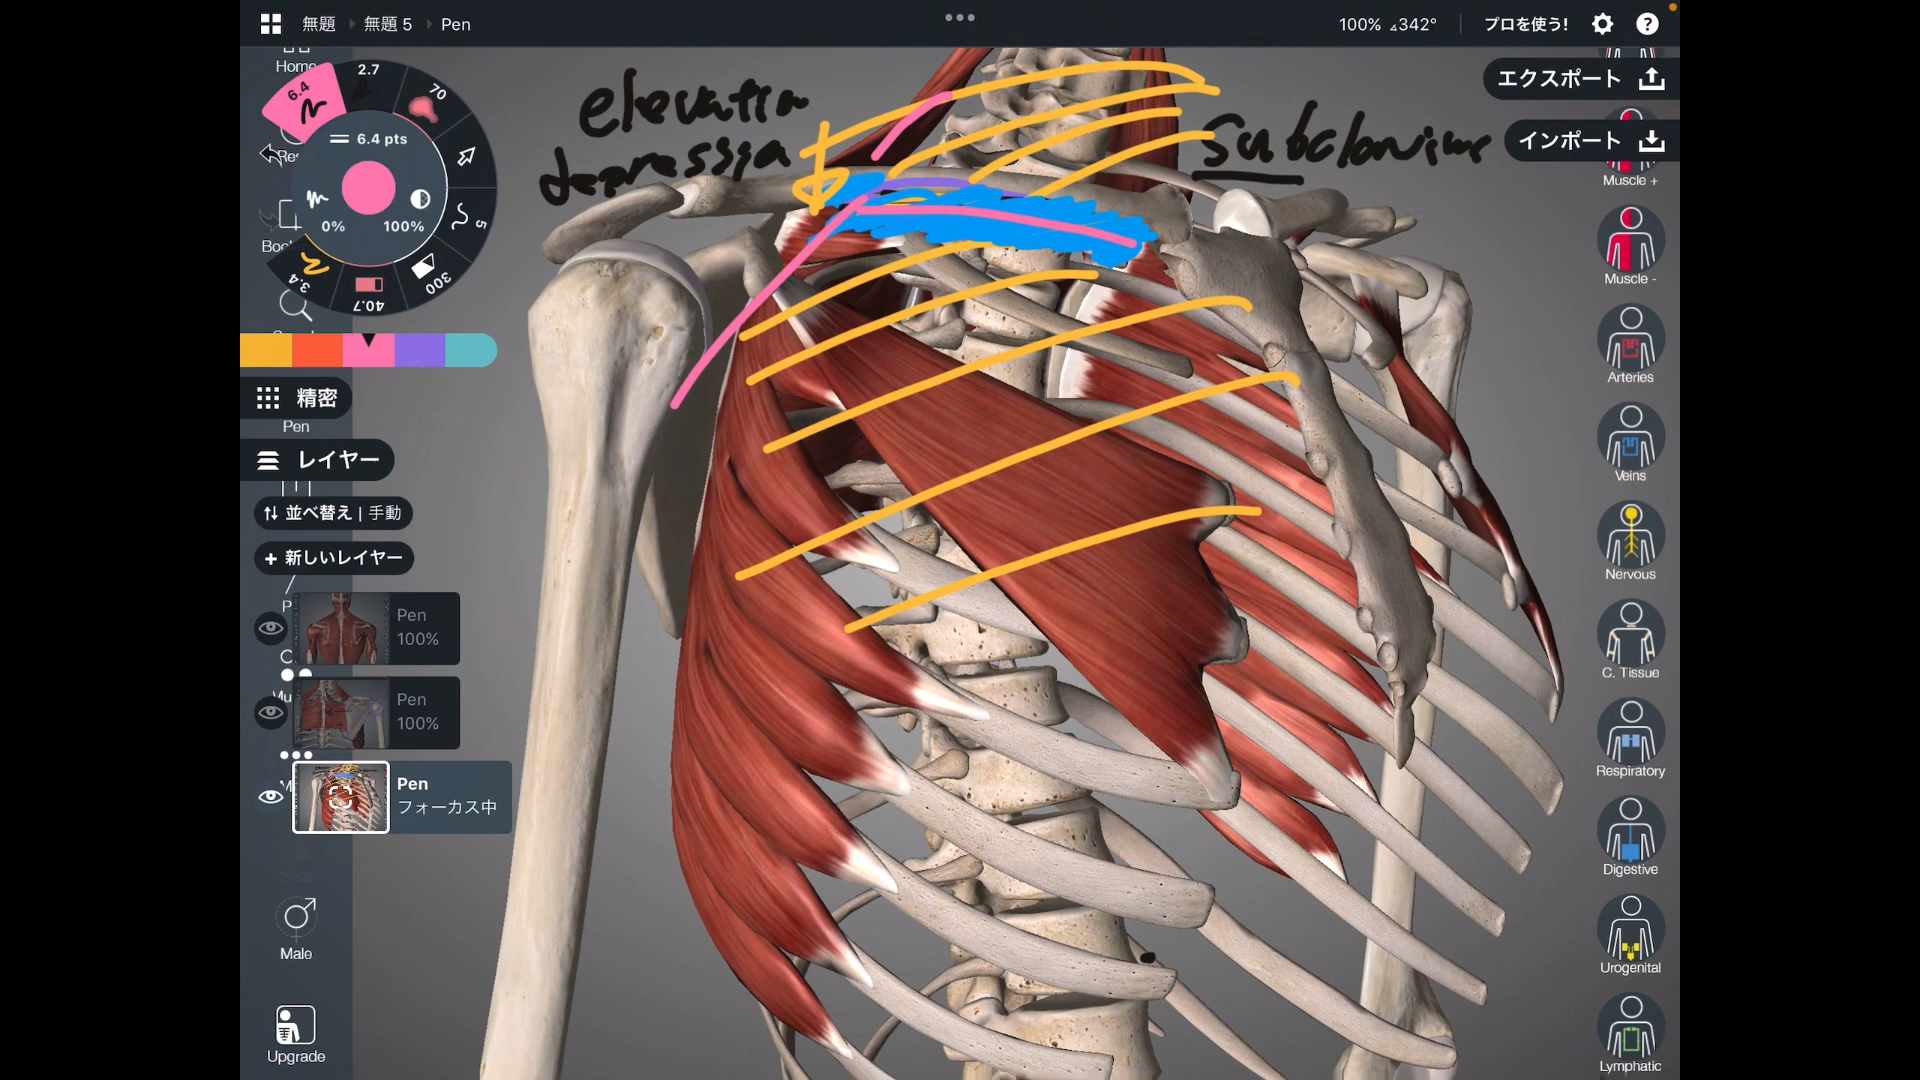 無題 無題 5 Pen
100% ⊿342° プロを使う! ?
エクスポート
インポート
elevation
depression
subclavius
Home
6.4
2.7
70
6.4 pts
0% 100%
5
300
40.7
3.4
精密
Pen
レイヤー
並べ替え | 手動
+ 新しいレイヤー
Pen
100%
Pen
100%
Pen
フォーカス中
Male
Upgrade
Muscle +
Muscle -
Arteries
Veins
Nervous
C. Tissue
Respiratory
Digestive
Urogenital
Lymphatic